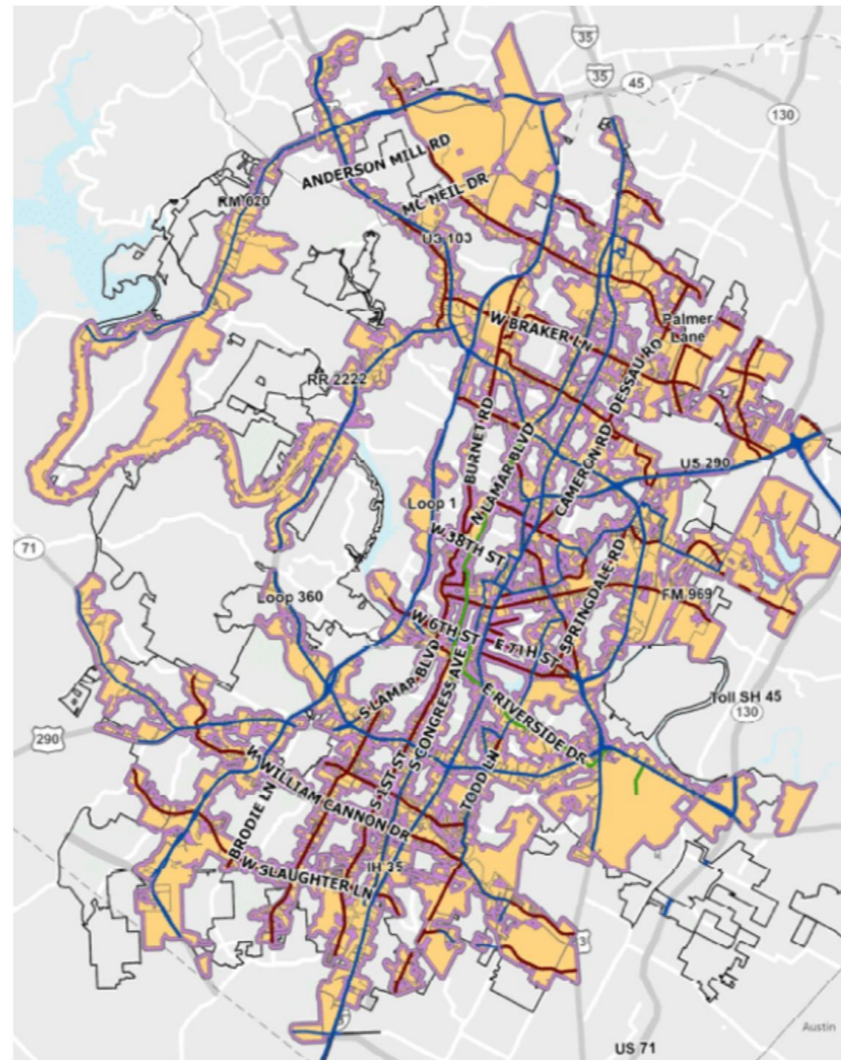 35
35
45
130
ANDERSON MILL RD
MC NEIL DR
RM 620
US 103
W BRAKER LN
Palmer
Lane
RR 2222
DESSAU RD
BURNET RD
N LAMAR BLVD
CAMERON RD
US 290
Loop 1
W 38TH ST
71
SPRINGDALE RD
Loop 360
FM 969
W 6TH ST
E 7TH ST
S LAMAR BLVD
S CONGRESS AVE
E RIVERSIDE DR
Toll SH 45
130
290
S 1ST ST
TODD LN
W WILLIAM CANNON DR
BRODIE LN
W SLAUGHTER LN
IH 35
Austin
US 71